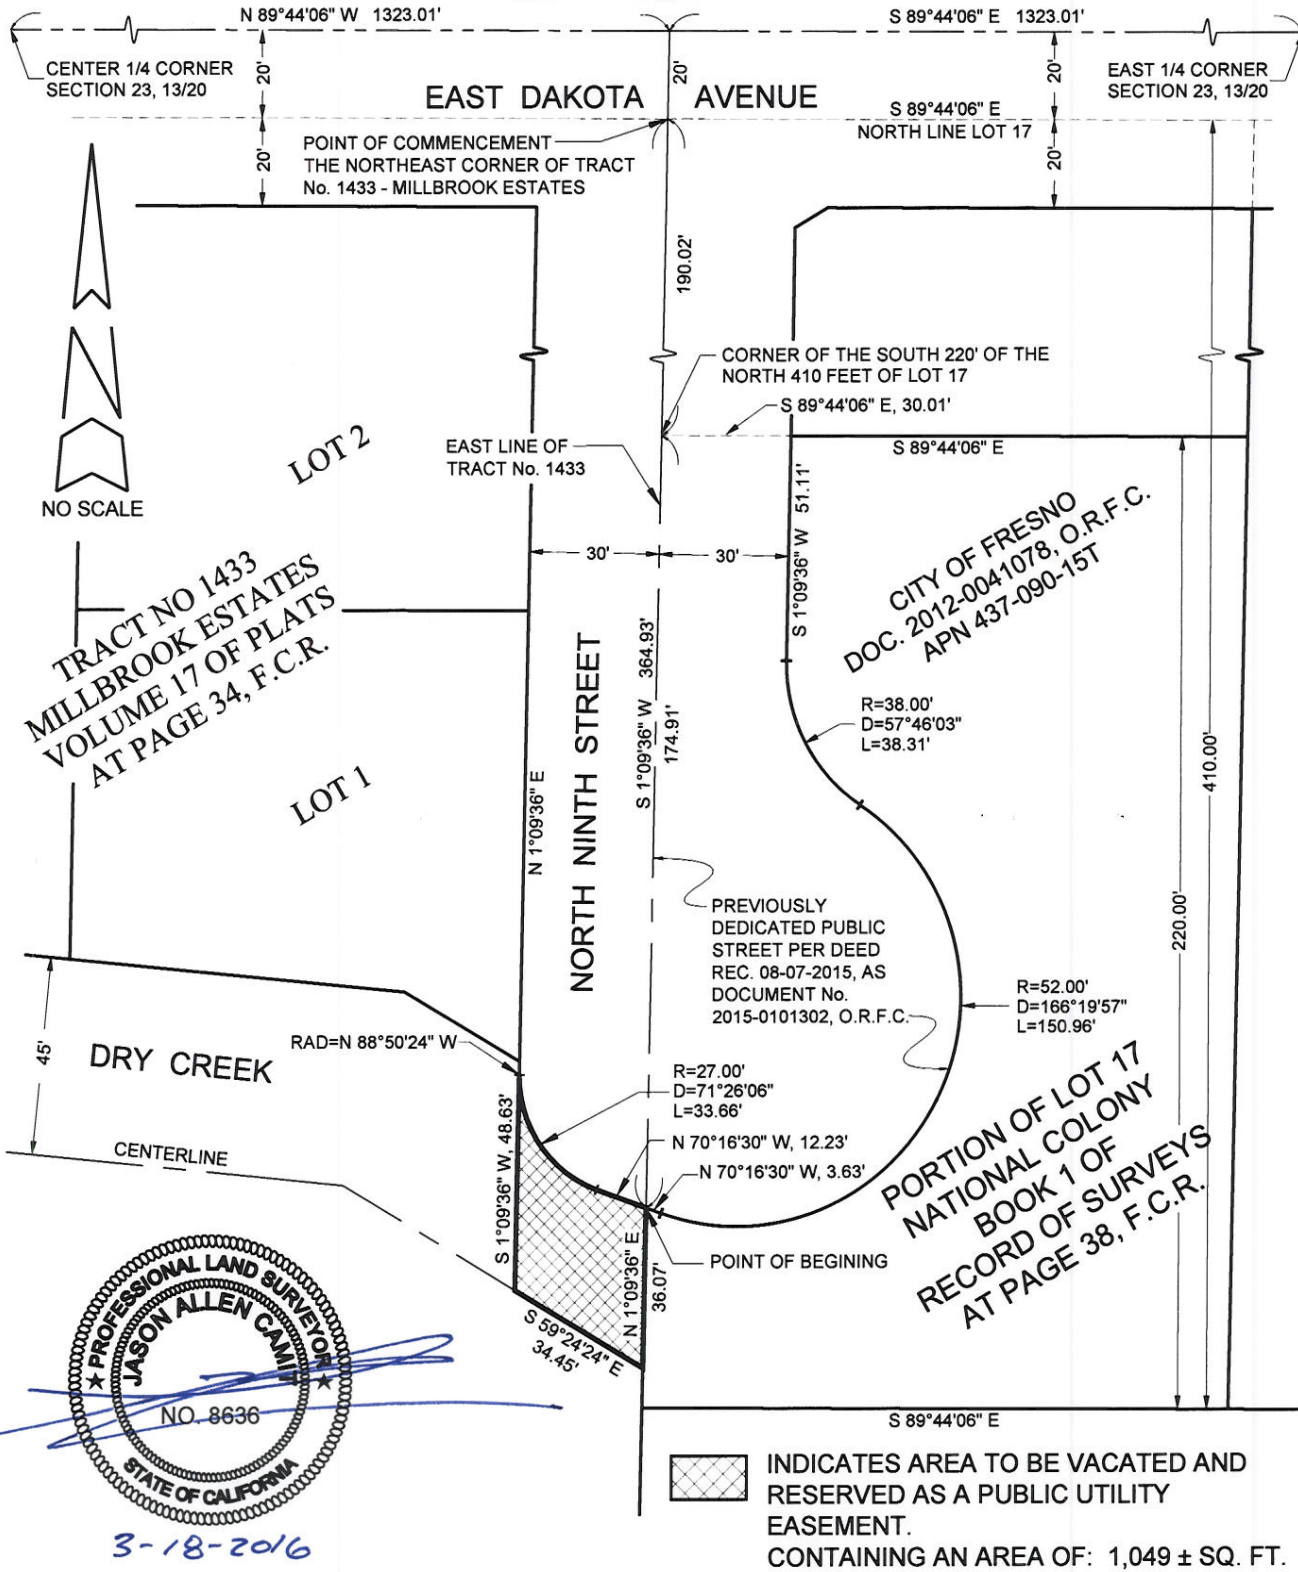 N 89°44'06" W 1323.01'
S 89°44'06" E 1323.01'
CENTER 1/4 CORNER
SECTION 23, 13/20
20'
20'
20'
EAST 1/4 CORNER
SECTION 23, 13/20
EAST DAKOTA AVENUE
S 89°44'06" E
NORTH LINE LOT 17
POINT OF COMMENCEMENT
THE NORTHEAST CORNER OF TRACT
No. 1433 - MILLBROOK ESTATES
20'
20'
190.02'
CORNER OF THE SOUTH 220' OF THE
NORTH 410 FEET OF LOT 17
S 89°44'06" E, 30.01'
EAST LINE OF
TRACT No. 1433
S 89°44'06" E
N
NO SCALE
LOT 2
30'
30'
S 1°09'36" W 51.11'
CITY OF FRESNO
DOC. 2012-0041078, O.R.F.C.
APN 437-090-15T
TRACT NO 1433
MILLBROOK ESTATES
VOLUME 17 OF PLATS
AT PAGE 34, F.C.R.
LOT 1
N 1°09'36" E
NORTH NINTH STREET
S 1°09'36" W 364.93'
174.91'
R=38.00'
D=57°46'03"
L=38.31'
410.00'
220.00'
PREVIOUSLY
DEDICATED PUBLIC
STREET PER DEED
REC. 08-07-2015, AS
DOCUMENT No.
2015-0101302, O.R.F.C.
R=52.00'
D=166°19'57"
L=150.96'
45'
DRY CREEK
RAD=N 88°50'24" W
R=27.00'
D=71°26'06"
L=33.66'
CENTERLINE
N 70°16'30" W, 12.23'
N 70°16'30" W, 3.63'
S 1°09'36" W, 48.63'
POINT OF BEGINING
N 1°09'36" E
36.07'
S 59°24'24" E
34.45'
PORTION OF LOT 17
NATIONAL COLONY
BOOK 1 OF
RECORD OF SURVEYS
AT PAGE 38, F.C.R.
PROFESSIONAL LAND SURVEYOR
JASON ALLEN CAMIT
NO. 8636
STATE OF CALIFORNIA
3-18-2016
S 89°44'06" E
INDICATES AREA TO BE VACATED AND
RESERVED AS A PUBLIC UTILITY
EASEMENT.
CONTAINING AN AREA OF: 1,049 ± SQ. FT.